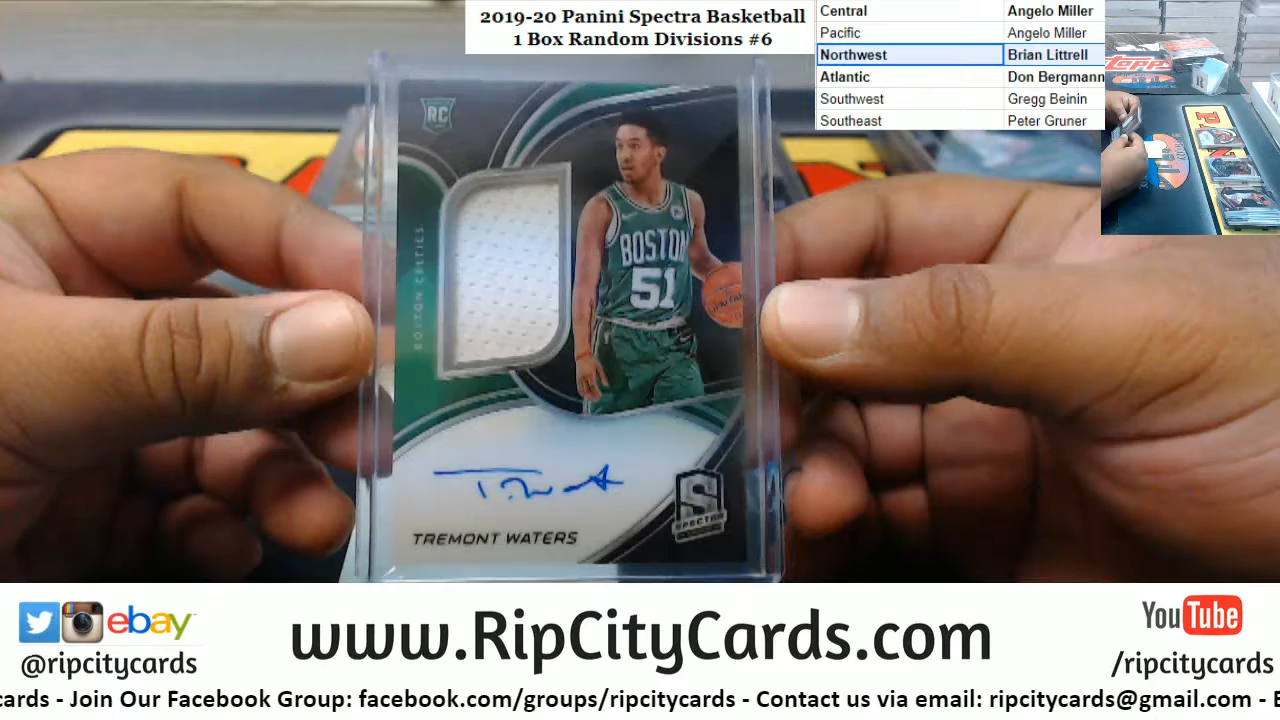 2019-20 Panini Spectra Basketball
1 Box Random Divisions #6
Central Angelo Miller
Pacific Angelo Miller
Northwest Brian Littrell
Atlantic Don Bergmann
Southwest Gregg Beinin
Southeast Peter Gruner
topps
RC
BOSTON CELTICS
BOSTON
51
T. Wat
TREMONT WATERS
S
SPECTRA
ebay
@ripcitycards
www.RipCityCards.com
YouTube
/ripcitycards
cards - Join Our Facebook Group: facebook.com/groups/ripcitycards - Contact us via email: ripcitycards@gmail.com - E